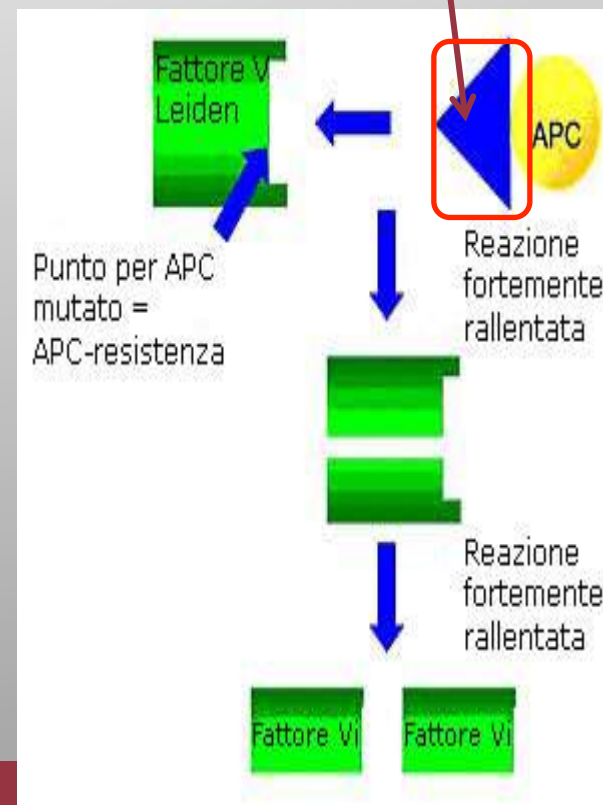 Fattore V
Leiden
APC
Punto per APC
mutato =
APC-resistenza
Reazione
fortemente
rallentata
Reazione
fortemente
rallentata
Fattore Vi
Fattore Vi